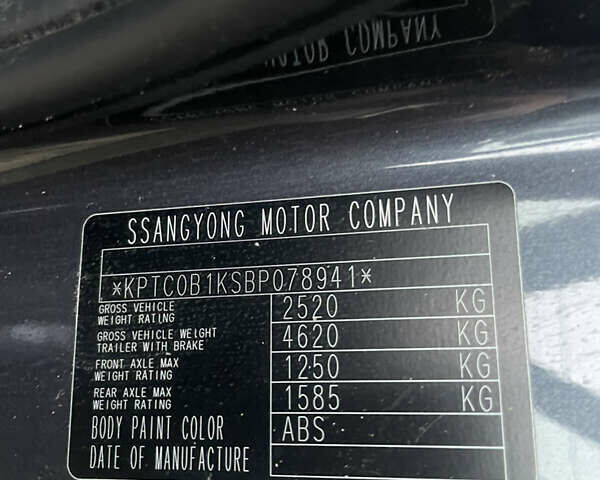 MOTOR COMPANY
SSANGYONG MOTOR COMPANY
*KPTC0B1KSBP078941*
GROSS VEHICLE WEIGHT RATING 2520 KG
GROSS VEHICLE WEIGHT TRAILER WITH BRAKE 4620 KG
FRONT AXLE MAX WEIGHT RATING 1250 KG
REAR AXLE MAX WEIGHT RATING 1585 KG
BODY PAINT COLOR ABS
DATE OF MANUFACTURE